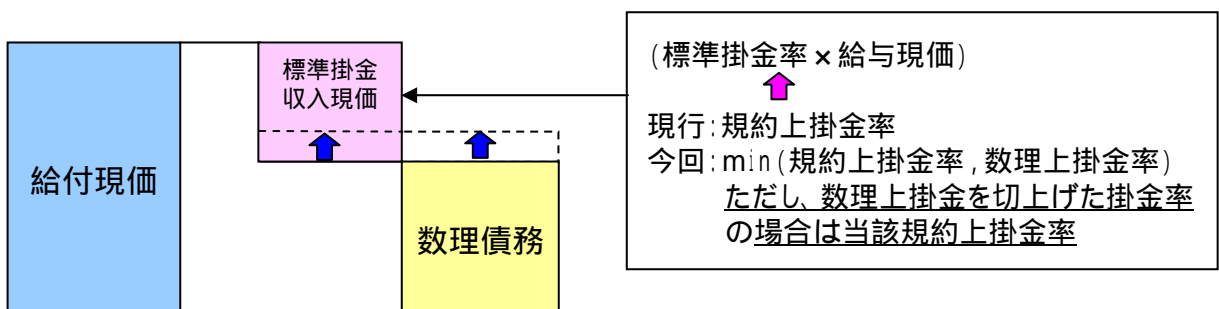 給付現価
標準掛金
収入現価
数理債務
(標準掛金率×給与現価)
現行:規約上掛金率
今回:min(規約上掛金率,数理上掛金率)
ただし、数理上掛金を切上げた掛金率
の場合は当該規約上掛金率